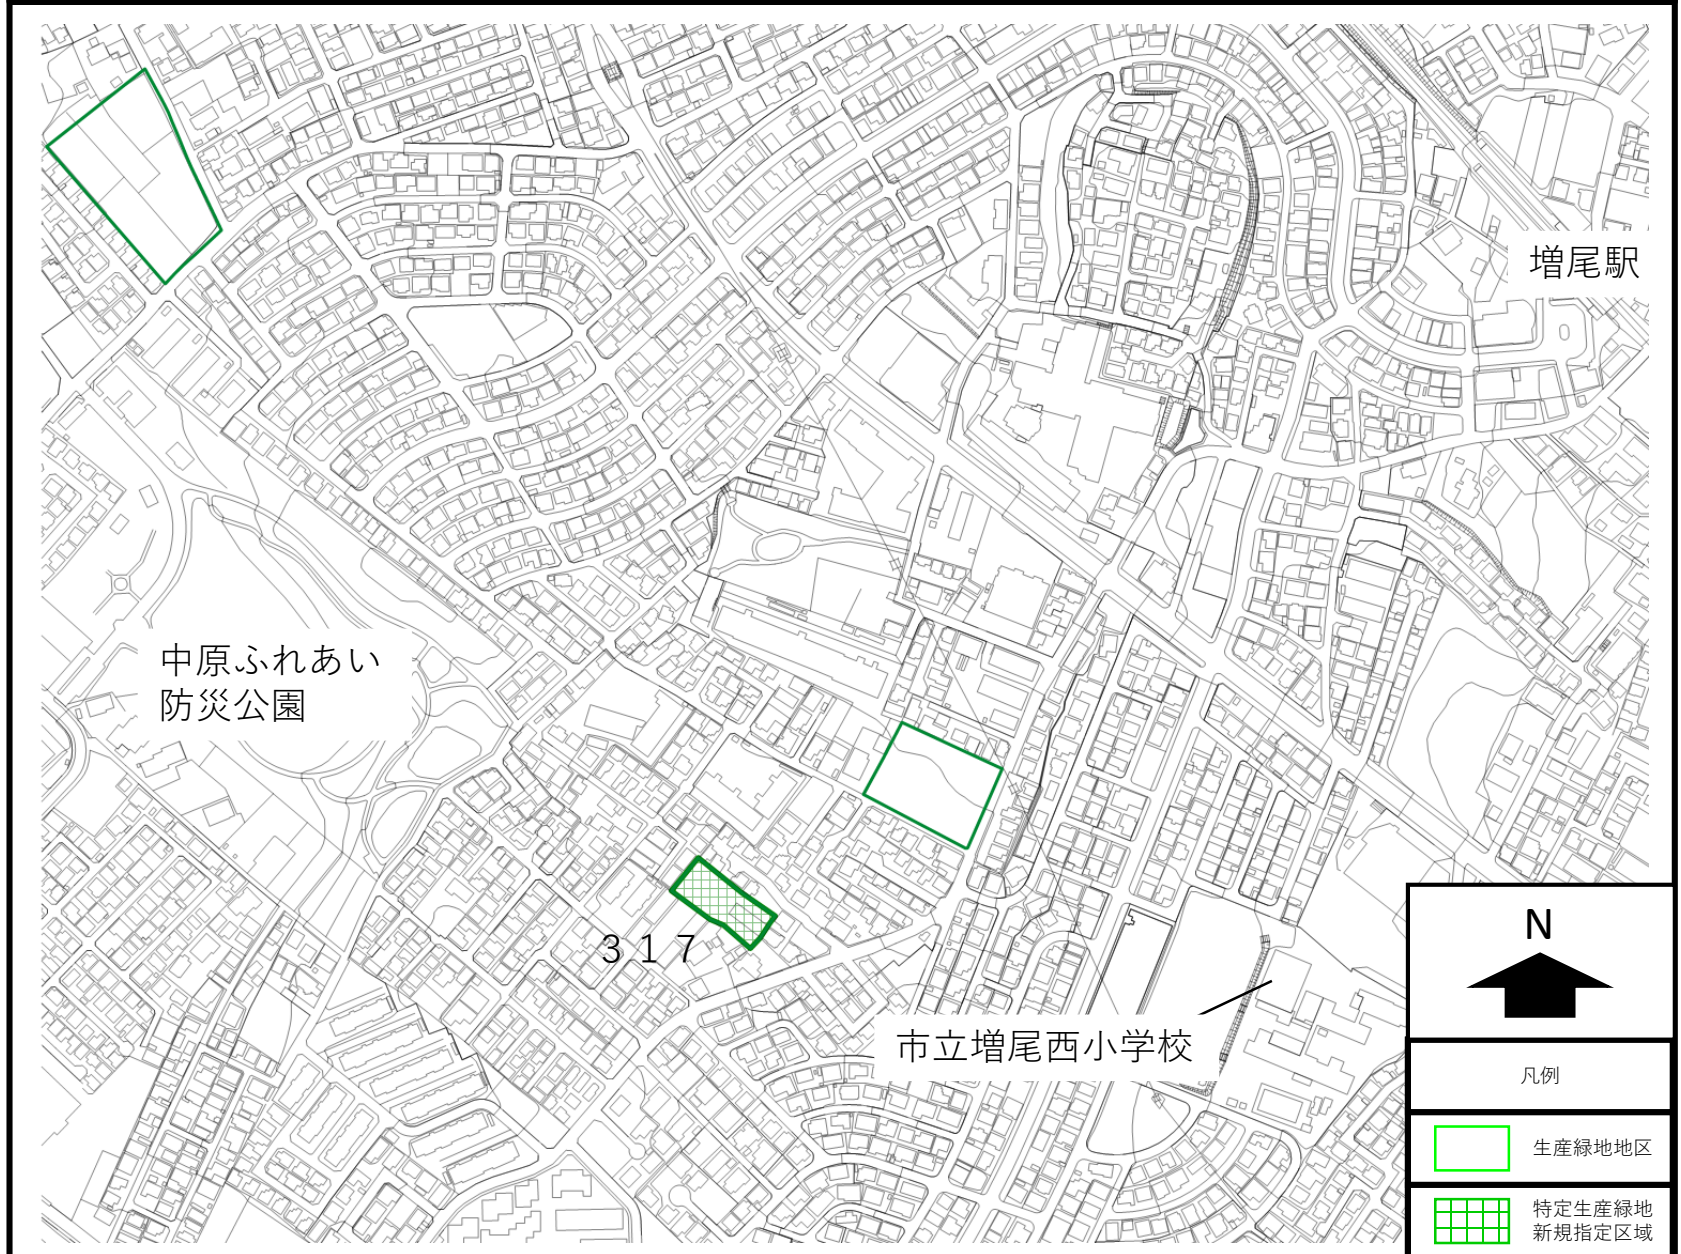 増尾駅
中原ふれあい
防災公園
317
市立増尾西小学校
N
凡例
生産緑地地区
特定生産緑地
新規指定区域